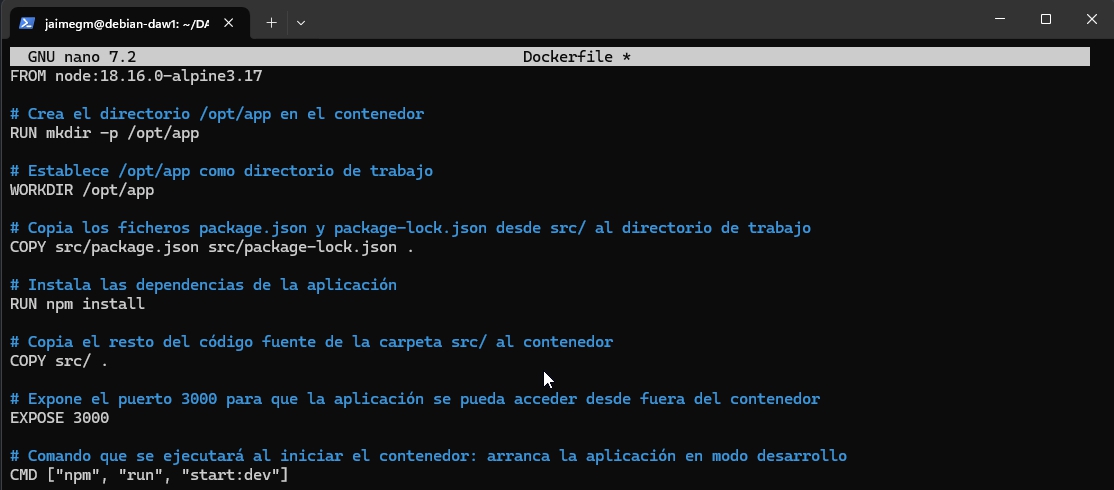 jaimegm@debian-daw1: ~/DA
GNU nano 7.2 Dockerfile *
FROM node:18.16.0-alpine3.17
# Crea el directorio /opt/app en el contenedor
RUN mkdir -p /opt/app
# Establece /opt/app como directorio de trabajo
WORKDIR /opt/app
# Copia los ficheros package.json y package-lock.json desde src/ al directorio de trabajo
COPY src/package.json src/package-lock.json .
# Instala las dependencias de la aplicación
RUN npm install
# Copia el resto del código fuente de la carpeta src/ al contenedor
COPY src/ .
# Expone el puerto 3000 para que la aplicación se pueda acceder desde fuera del contenedor
EXPOSE 3000
# Comando que se ejecutará al iniciar el contenedor: arranca la aplicación en modo desarrollo
CMD ["npm", "run", "start:dev"]